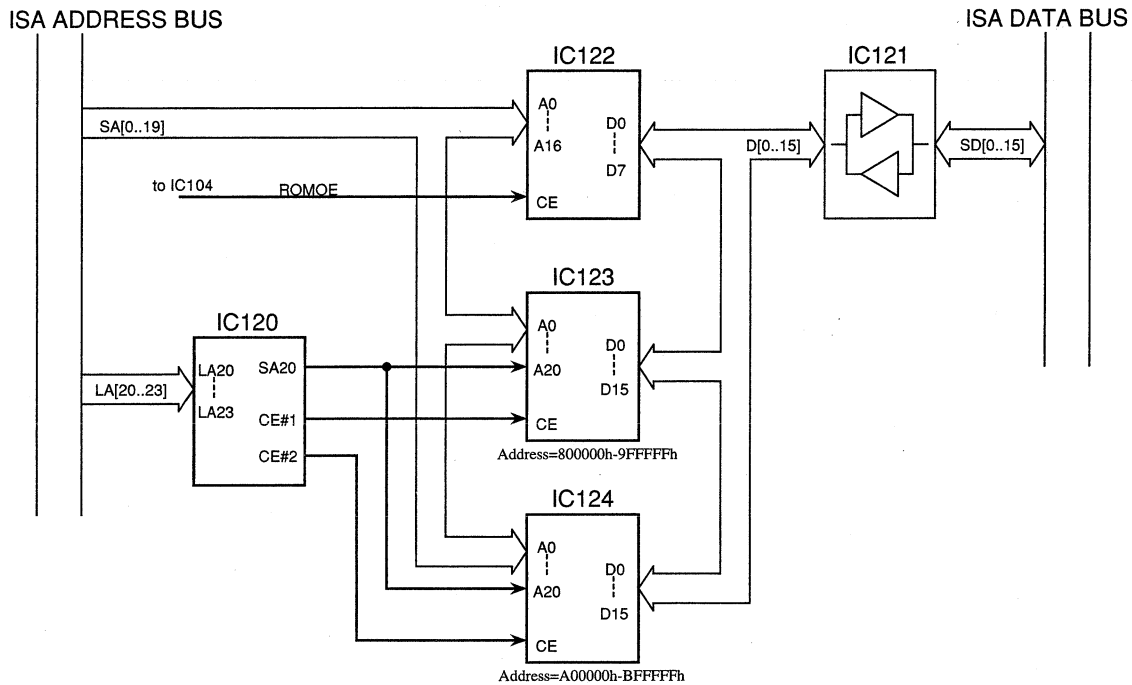 ISA ADDRESS BUS
ISA DATA BUS
IC122
IC121
A0
A16
CE
D0
D7
SA[0..19]
D[0..15]
SD[0..15]
to IC104
ROMOE
IC123
A0
A20
CE
D0
D15
Address=800000h-9FFFFFh
IC120
LA20
LA23
SA20
CE#1
CE#2
LA[20..23]
IC124
A0
A20
CE
D0
D15
Address=A00000h-BFFFFFh